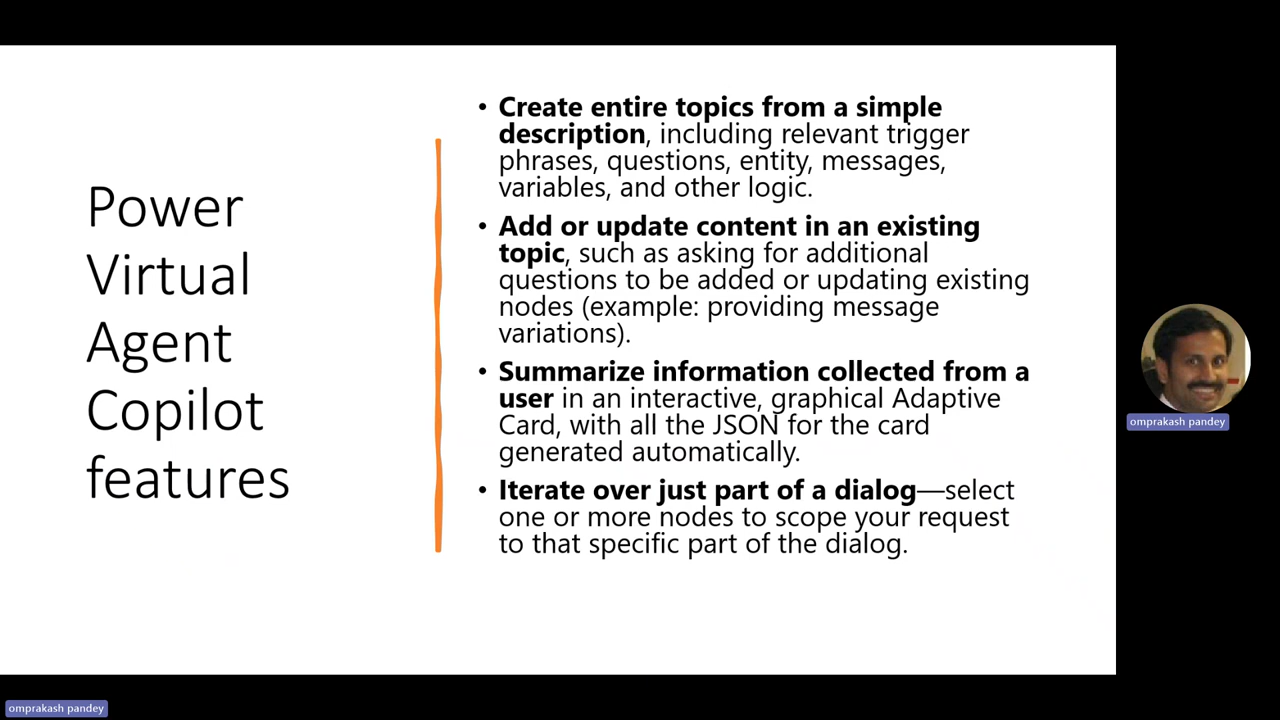 Power
Virtual
Agent
Copilot
features
• Create entire topics from a simple
description, including relevant trigger
phrases, questions, entity, messages,
variables, and other logic.
• Add or update content in an existing
topic, such as asking for additional
questions to be added or updating existing
nodes (example: providing message
variations).
• Summarize information collected from a
user in an interactive, graphical Adaptive
Card, with all the JSON for the card
generated automatically.
• Iterate over just part of a dialog—select
one or more nodes to scope your request
to that specific part of the dialog.
omprakash pandey
omprakash pandey